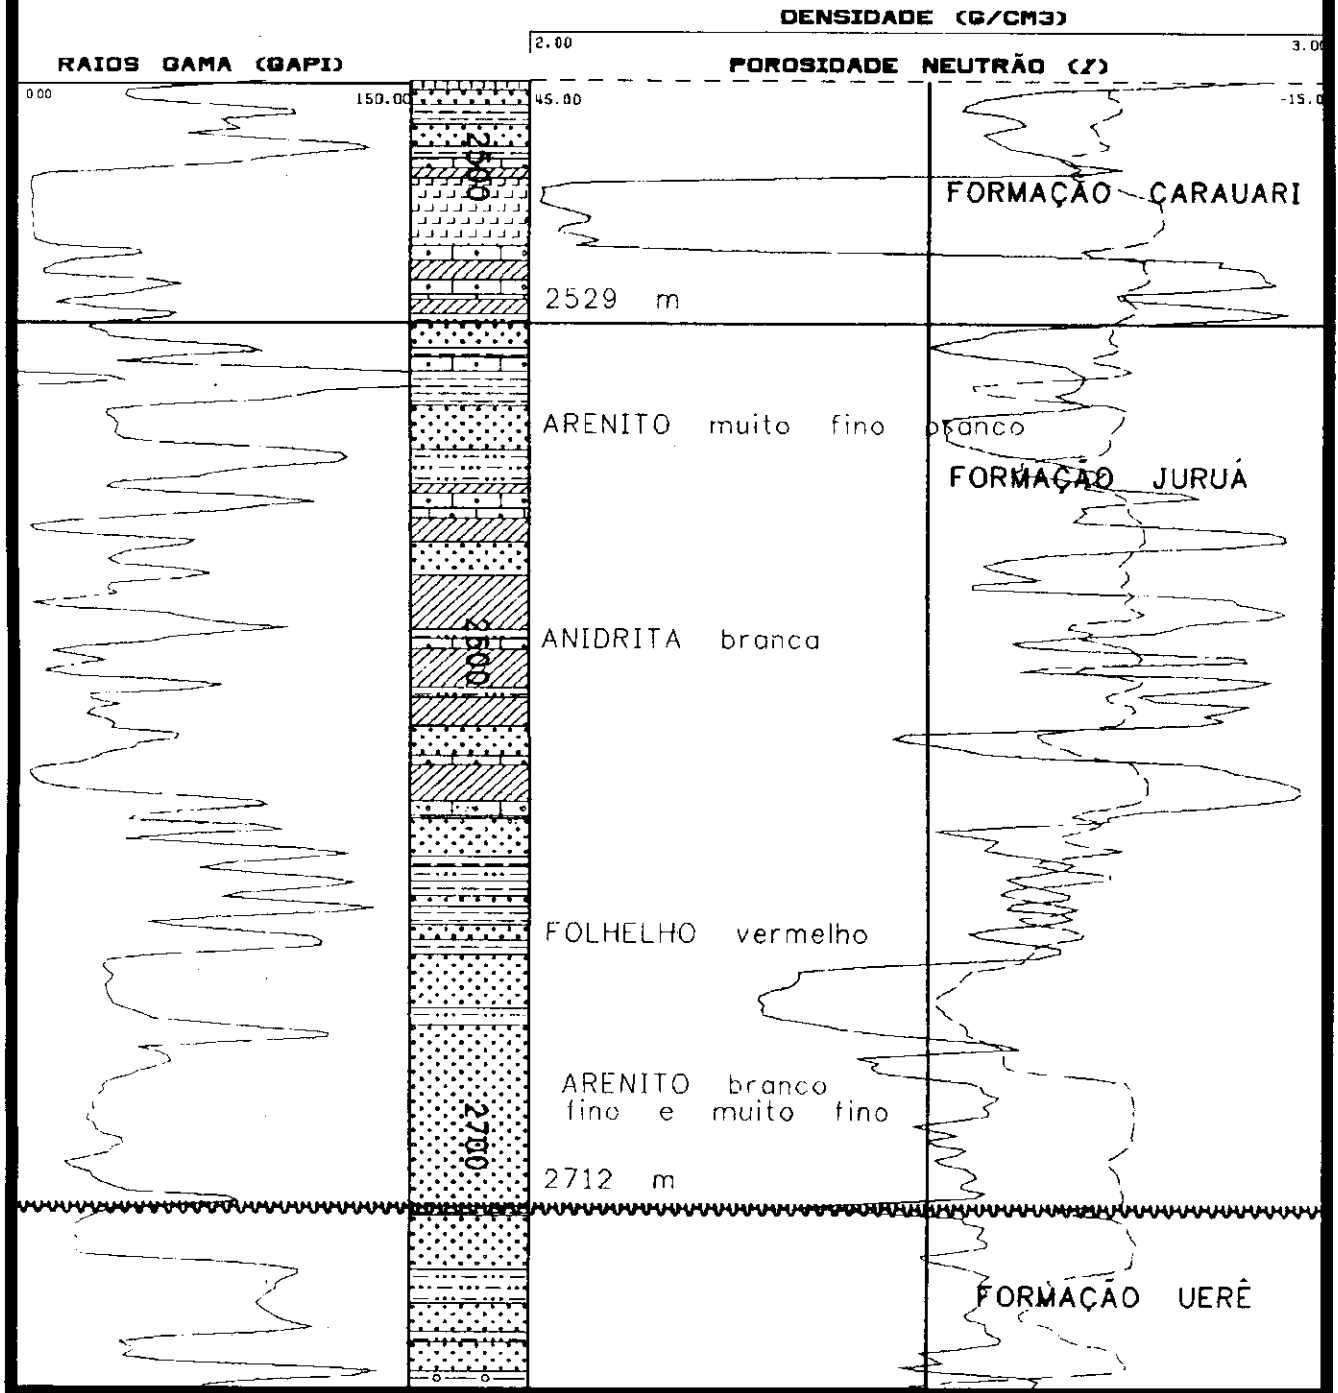 DENSIDADE (G/CM3)
2.00 3.00
RAIOS GAMA (GAPI) POROSIDADE NEUTRÃO (%)
0.00 150.00 45.00 -15.0
2500
FORMAÇÃO CARAUARI
2529 m
ARENITO muito fino branco
FORMAÇÃO JURUÁ
ANIDRITA branca
2600
FOLHELHO vermelho
ARENITO branco
fino e muito fino
2700
2712 m
FORMAÇÃO UERÊ